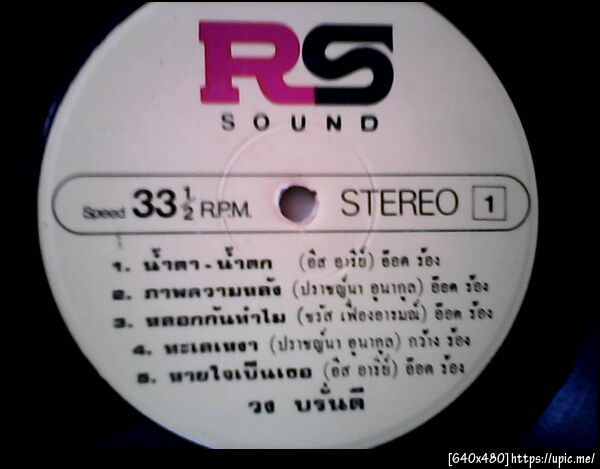 RS
SOUND
Speed 33 1/2 R.P.M. STEREO 1
1. น้ำตา - น้ำตก (อิส อารีย์) อ๊อด ร้อง
2. ภาพความหลัง (ปราชญ์นา อุนากูล) อ๊อด ร้อง
3. หลอกกันทำไม (จรัส เฟื่องอารมณ์) อ๊อด ร้อง
4. ทะเลเหงา (ปราชญ์นา อุนากูล) กว้าง ร้อง
5. หายใจเป็นเธอ (อิส อารีย์) อ๊อด ร้อง
วง บรั่นดี
[640x480]https://upic.me/